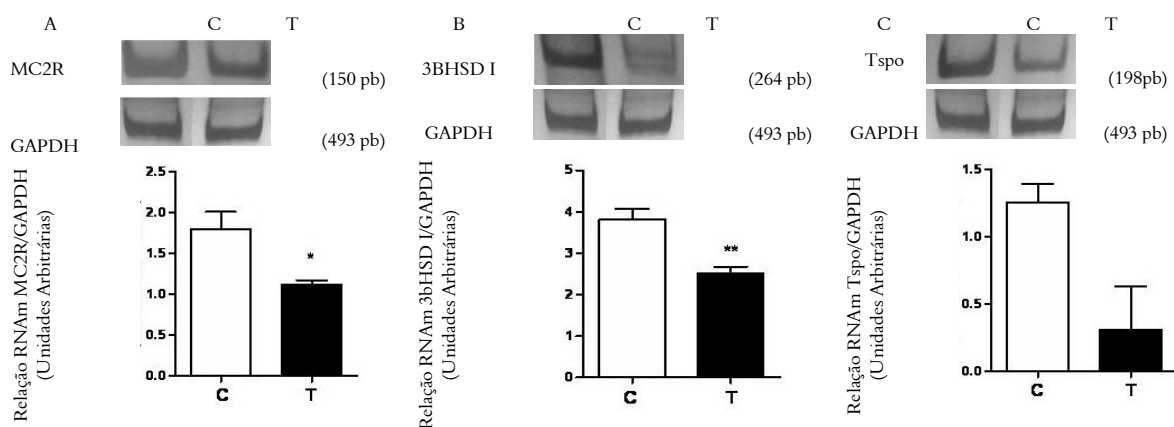 A C T
MC2R (150 pb)
GAPDH (493 pb)
Relação RNAm MC2R/GAPDH
(Unidades Arbitrárias)
2.5
2.0
1.5
1.0
0.5
0.0
*
C T
B C T
3BHSD I (264 pb)
GAPDH (493 pb)
Relação RNAm 3bHSD I/GAPDH
(Unidades Arbitrárias)
5
4
3
2
1
0
**
C T
C C T
Tspo (198pb)
GAPDH (493 pb)
Relação RNAm Tspo/GAPDH
(Unidades Arbitrárias)
1.5
1.0
0.5
0.0
C T